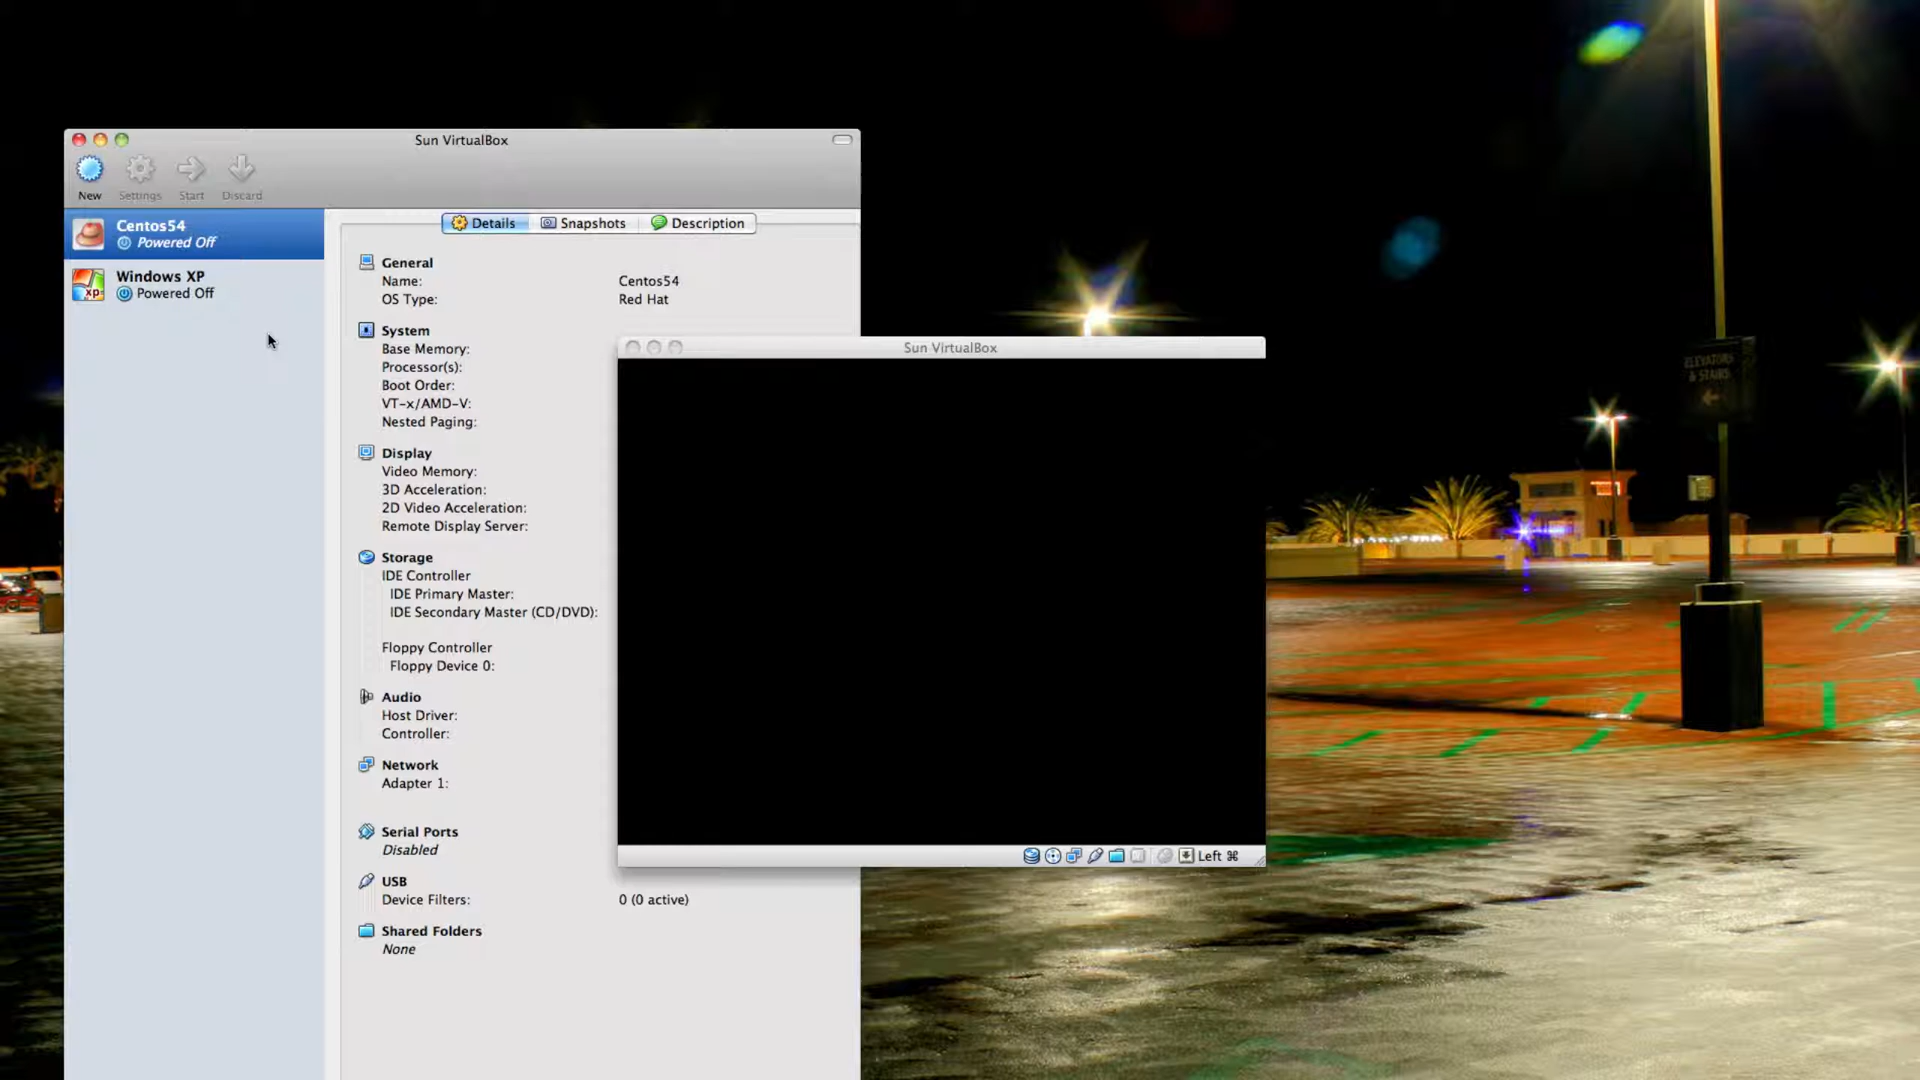 Sun VirtualBox
New Settings Start Discard
Centos54
Powered Off
Windows XP
Powered Off
Details Snapshots Description
General
Name: Centos54
OS Type: Red Hat
System
Base Memory:
Processor(s):
Boot Order:
VT-x/AMD-V:
Nested Paging:
Display
Video Memory:
3D Acceleration:
2D Video Acceleration:
Remote Display Server:
Storage
IDE Controller
IDE Primary Master:
IDE Secondary Master (CD/DVD):
Floppy Controller
Floppy Device 0:
Audio
Host Driver:
Controller:
Network
Adapter 1:
Serial Ports
Disabled
USB
Device Filters: 0 (0 active)
Shared Folders
None
Sun VirtualBox
Left ⌘
ELEVATORS
& STAIRS